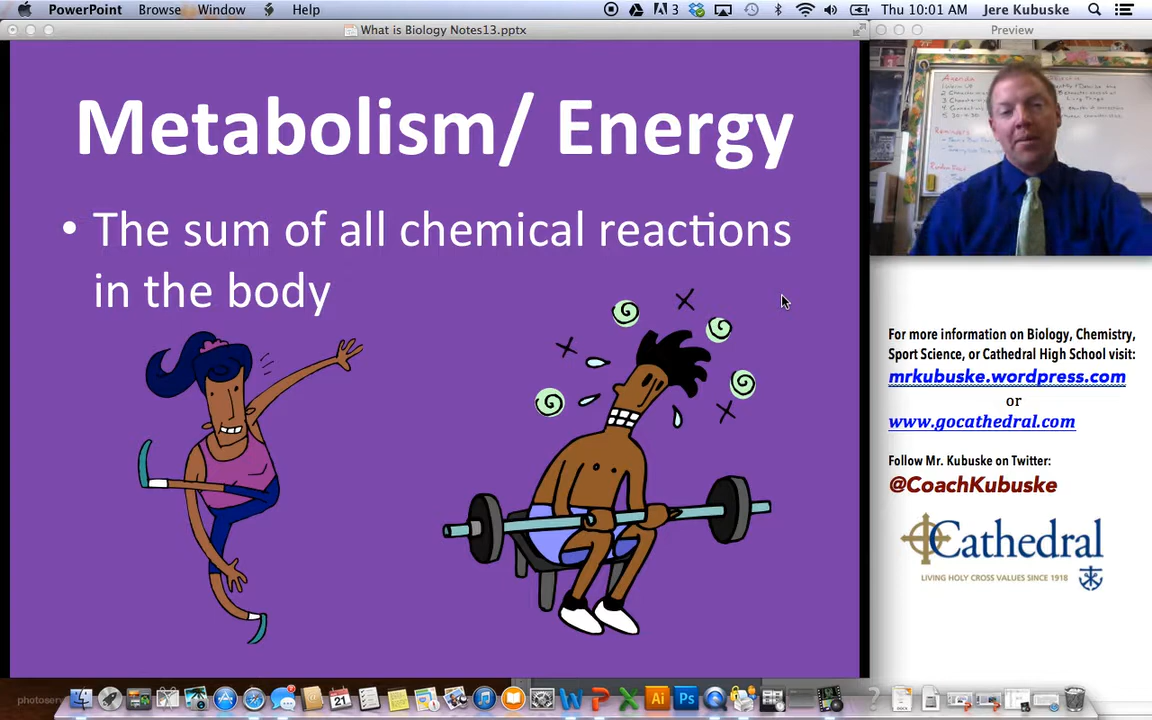 PowerPoint Browse Window Help
3
Thu 10:01 AM Jere Kubuske
What is Biology Notes13.pptx
Preview
Metabolism/ Energy
• The sum of all chemical reactions
in the body
Agenda
For more information on Biology, Chemistry,
Sport Science, or Cathedral High School visit:
mrkubuske.wordpress.com
or
www.gocathedral.com
Follow Mr. Kubuske on Twitter:
@CoachKubuske
Cathedral
LIVING HOLY CROSS VALUES SINCE 1918